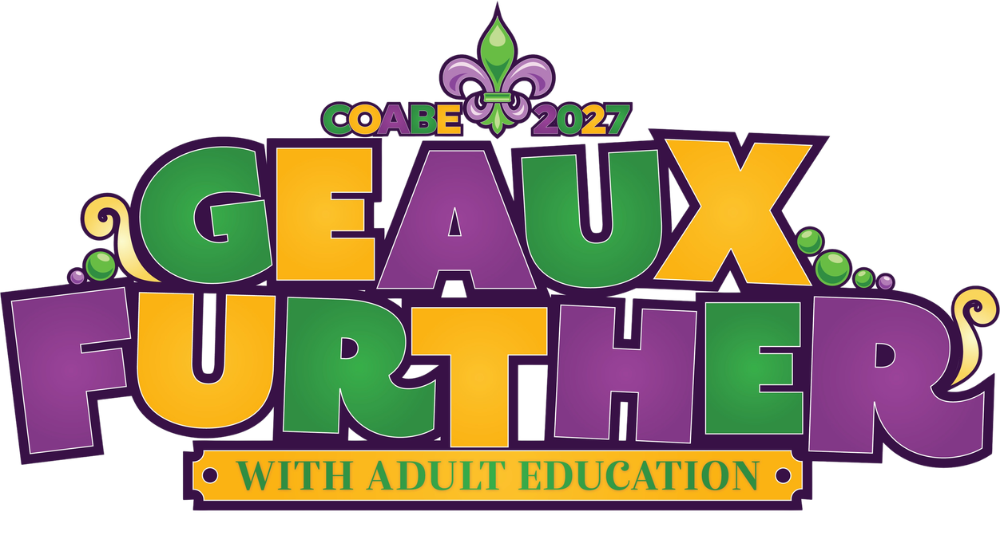 COABE 2027
GEAUX
FURTHER
WITH ADULT EDUCATION